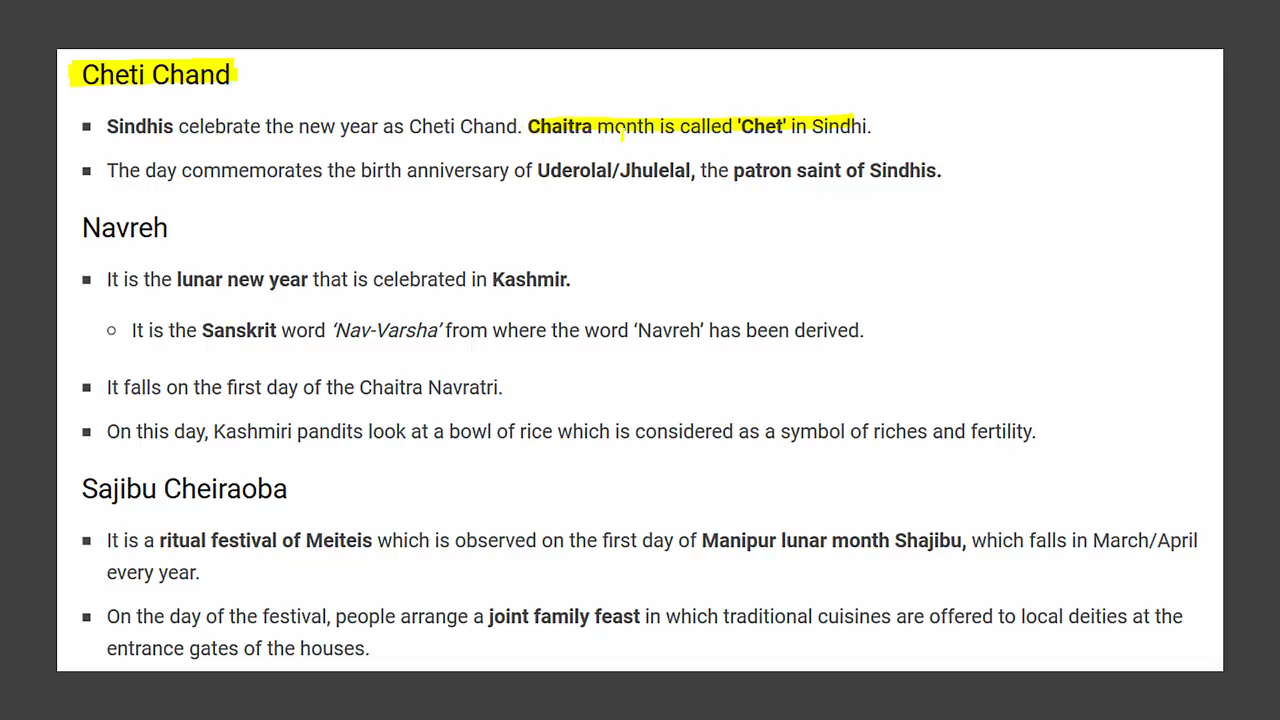 Cheti Chand
▪ Sindhis celebrate the new year as Cheti Chand. Chaitra month is called 'Chet' in Sindhi.
▪ The day commemorates the birth anniversary of Uderolal/Jhulelal, the patron saint of Sindhis.
Navreh
▪ It is the lunar new year that is celebrated in Kashmir.
○ It is the Sanskrit word ‘Nav-Varsha’ from where the word ‘Navreh’ has been derived.
▪ It falls on the first day of the Chaitra Navratri.
▪ On this day, Kashmiri pandits look at a bowl of rice which is considered as a symbol of riches and fertility.
Sajibu Cheiraoba
▪ It is a ritual festival of Meiteis which is observed on the first day of Manipur lunar month Shajibu, which falls in March/April
every year.
▪ On the day of the festival, people arrange a joint family feast in which traditional cuisines are offered to local deities at the
entrance gates of the houses.